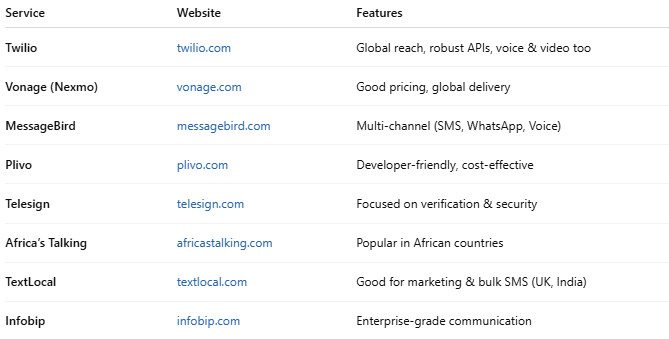 Service Website Features
Twilio twilio.com Global reach, robust APIs, voice & video too
Vonage (Nexmo) vonage.com Good pricing, global delivery
MessageBird messagebird.com Multi-channel (SMS, WhatsApp, Voice)
Plivo plivo.com Developer-friendly, cost-effective
Telesign telesign.com Focused on verification & security
Africa's Talking africastalking.com Popular in African countries
TextLocal textlocal.com Good for marketing & bulk SMS (UK, India)
Infobip infobip.com Enterprise-grade communication